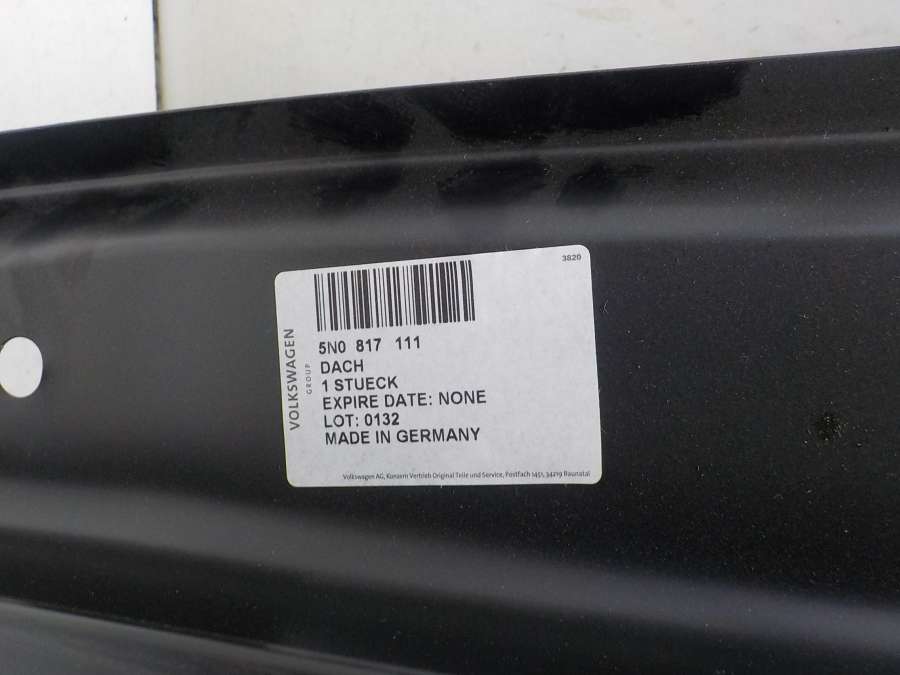 3820
VOLKSWAGEN
GROUP
5N0 817 111
DACH
1 STUECK
EXPIRE DATE: NONE
LOT: 0132
MADE IN GERMANY
Volkswagen AG, Konzern Vertrieb Original Teile und Service, Postfach 1451, 34219 Baunatal